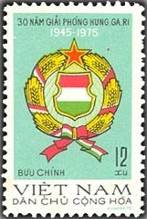 30 NĂM GIẢI PHÓNG HUNG GA.RI
1945-1975
BƯU CHÍNH
12
XU
VIỆT NAM
DÂN CHỦ CỘNG HÒA